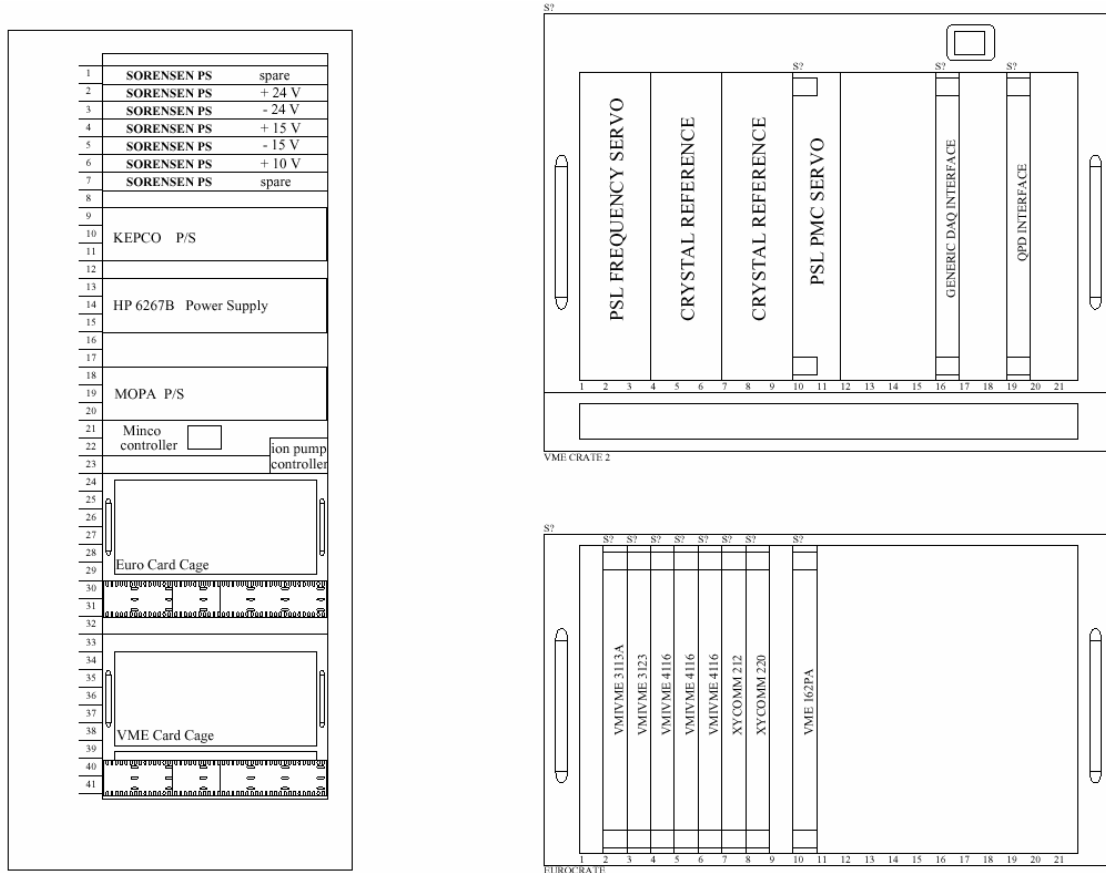 1 SORENSEN PS spare
2 SORENSEN PS + 24 V
3 SORENSEN PS - 24 V
4 SORENSEN PS + 15 V
5 SORENSEN PS - 15 V
6 SORENSEN PS + 10 V
7 SORENSEN PS spare
8
9
10 KEPCO P/S
11
12
13
14 HP 6267B Power Supply
15
16
17
18
19 MOPA P/S
20
21 Minco
22 controller ion pump
23 controller
24
25
26
27
28
29 Euro Card Cage
30
31
32
33
34
35
36
37
38 VME Card Cage
39
40
41
S?
S? S? S?
PSL FREQUENCY SERVO
CRYSTAL REFERENCE
CRYSTAL REFERENCE
PSL PMC SERVO
GENERIC DAQ INTERFACE
QPD INTERFACE
1 2 3 4 5 6 7 8 9 10 11 12 13 14 15 16 17 18 19 20 21
VME CRATE 2
S?
S? S? S? S? S? S? S? S?
VMIVME 3113A
VMIVME 3123
VMIVME 4116
VMIVME 4116
VMIVME 4116
XYCOMM 212
XYCOMM 220
VME 162PA
1 2 3 4 5 6 7 8 9 10 11 12 13 14 15 16 17 18 19 20 21
EUROCRATE